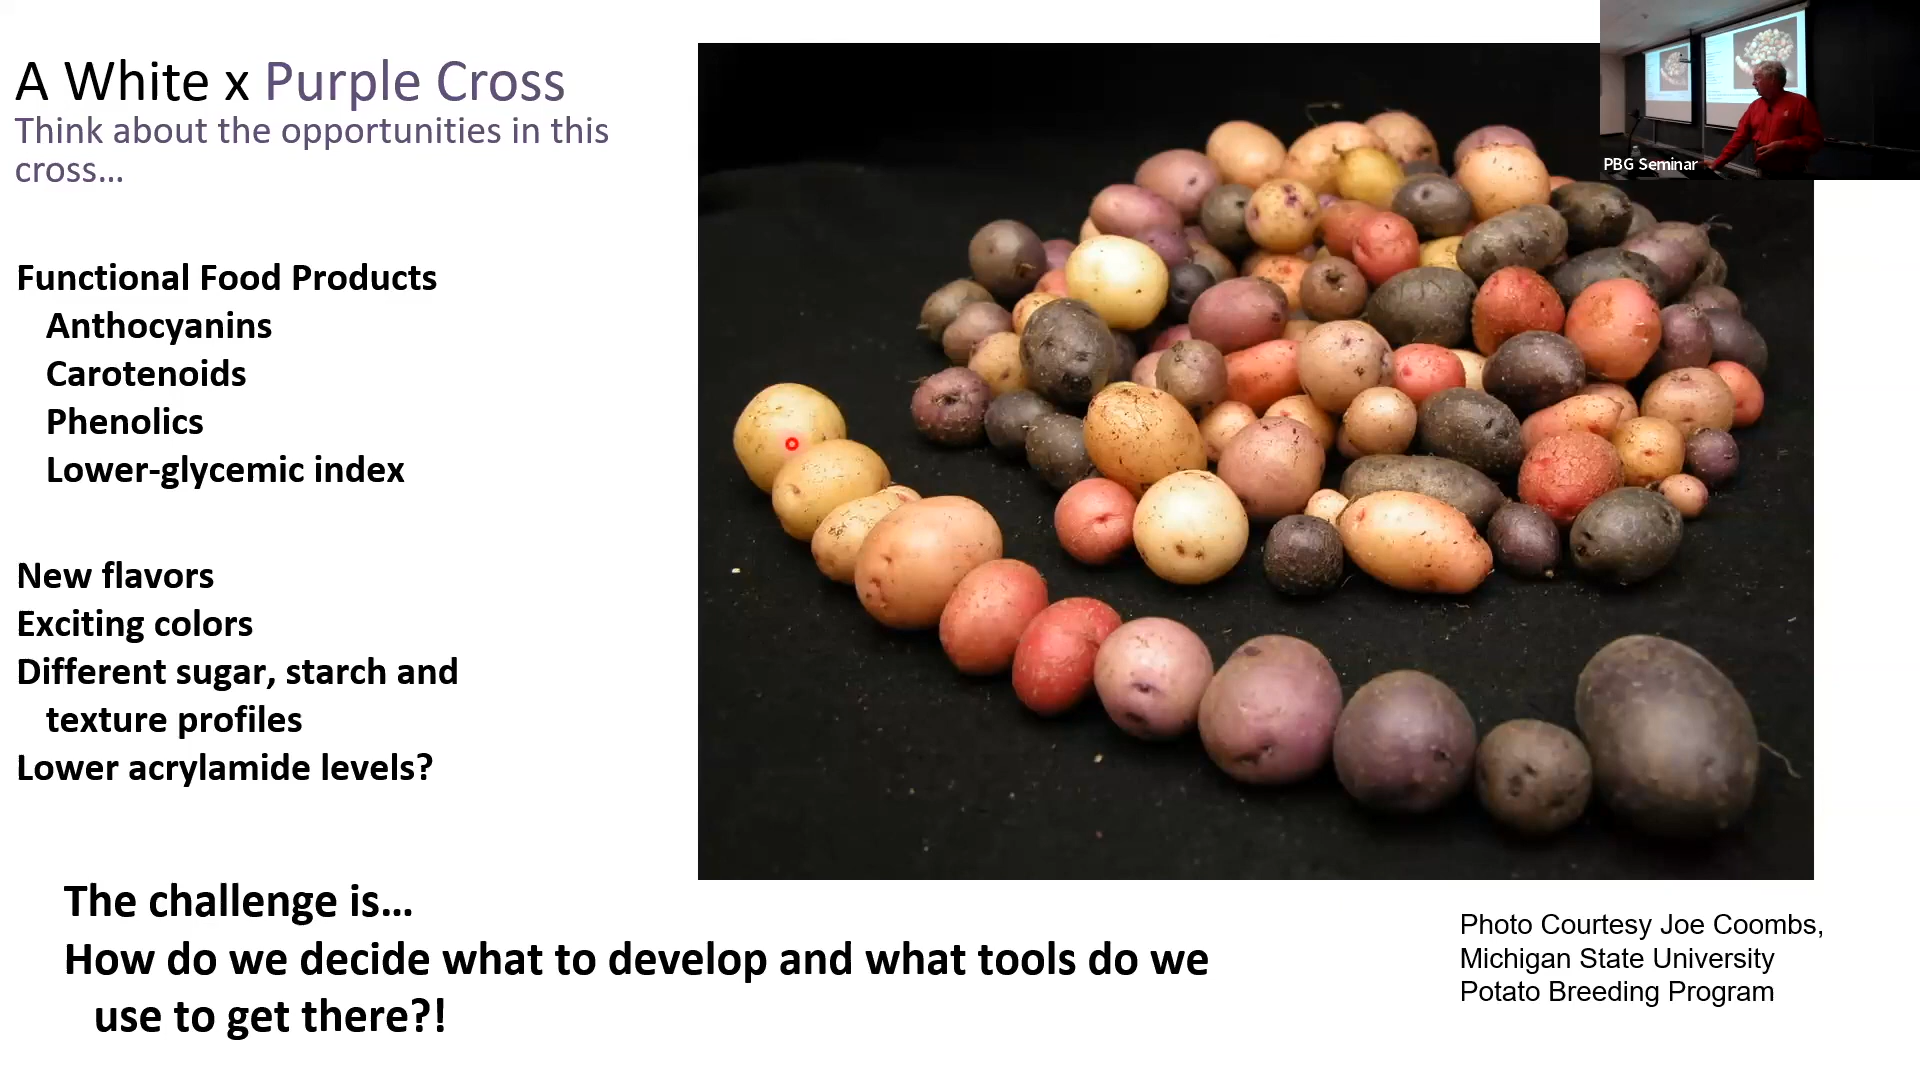 A White x Purple Cross
Think about the opportunities in this
cross…
Functional Food Products
Anthocyanins
Carotenoids
Phenolics
Lower-glycemic index
New flavors
Exciting colors
Different sugar, starch and
texture profiles
Lower acrylamide levels?
The challenge is…
How do we decide what to develop and what tools do we
use to get there?!
PBG Seminar
Photo Courtesy Joe Coombs,
Michigan State University
Potato Breeding Program